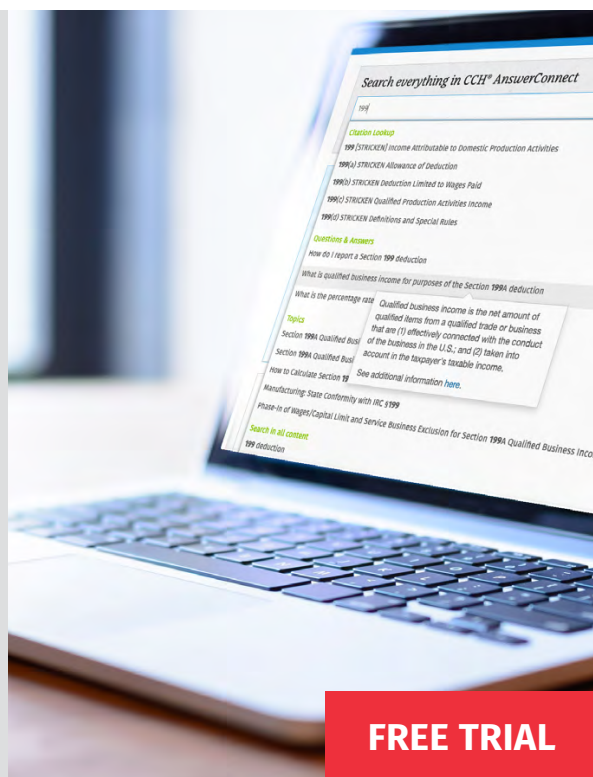 Search everything in CCH® AnswerConnect
199
Citation Lookup
199 [STRICKEN] Income Attributable to Domestic Production Activities
199(a) STRICKEN Allowance of Deduction
199(b) STRICKEN Deduction Limited to Wages Paid
199(c) STRICKEN Qualified Production Activities Income
199(d) STRICKEN Definitions and Special Rules
Questions & Answers
How do I report a Section 199 deduction
What is qualified business income for purposes of the Section 199A deduction
What is the percentage rate
Qualified business income is the net amount of
qualified items from a qualified trade or business
that are (1) effectively connected with the conduct
of the business in the U.S.; and (2) taken into
account in the taxpayer's taxable income.
See additional information here.
Topics
Section 199A Qualified Busi
Section 199A Qualified Busi
How to Calculate Section 19
Manufacturing: State Conformity with IRC §199
Phase-In of Wages/Capital Limit and Service Business Exclusion for Section 199A Qualified Business Inco
Search in all content
199 deduction
FREE TRIAL